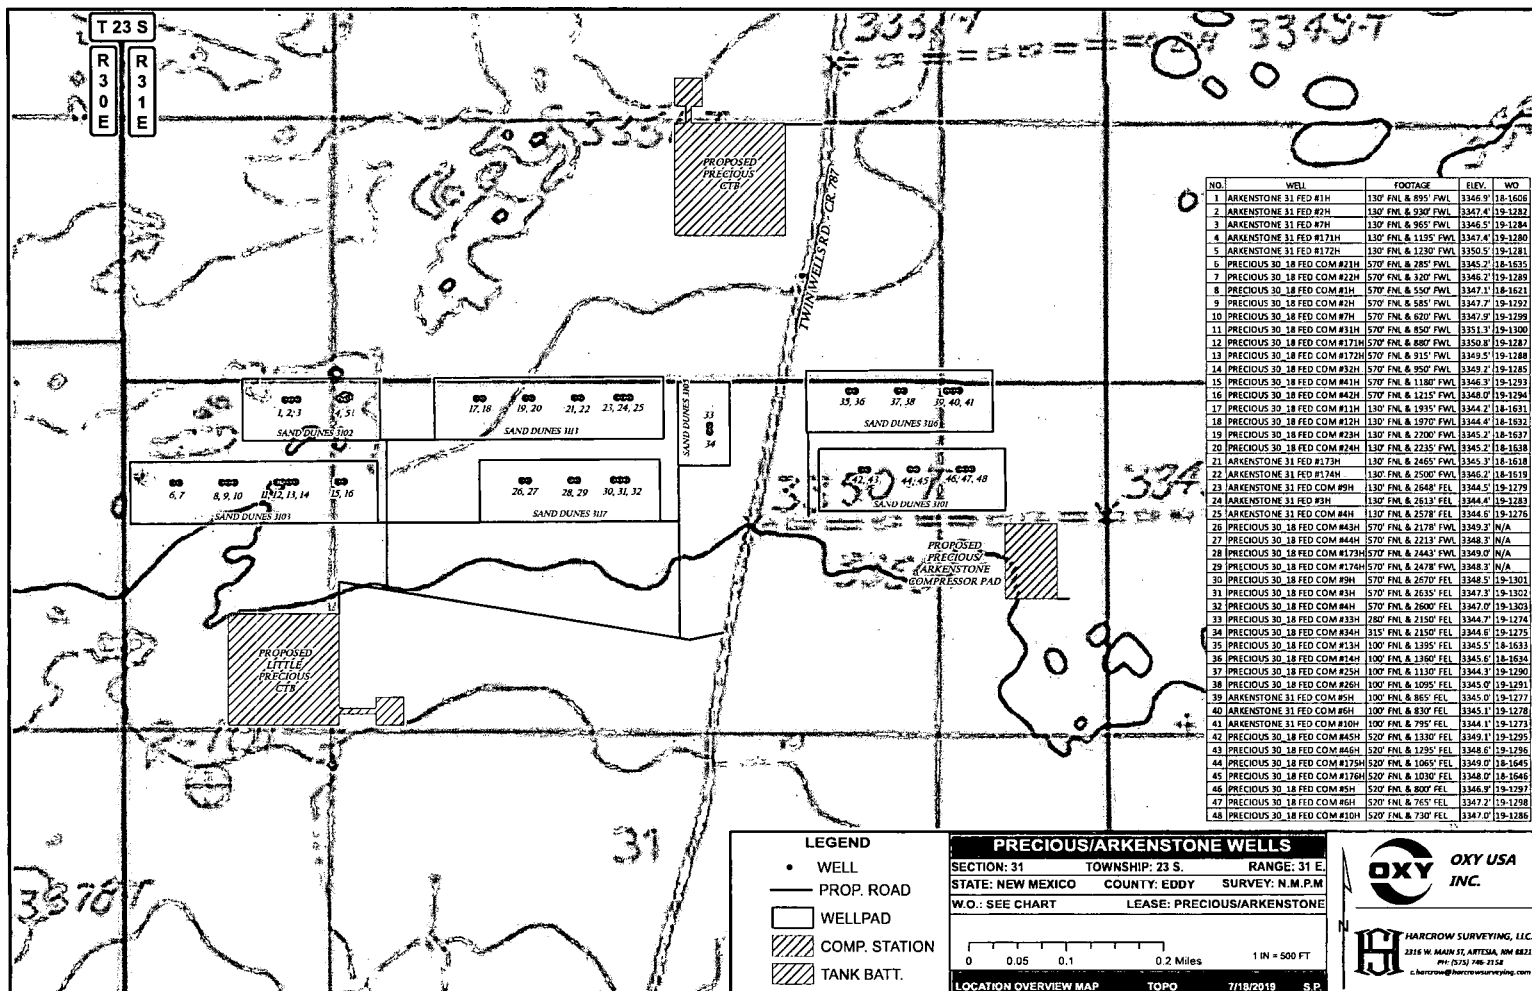 T 23 S
R30E
R31E
PROPOSED
PRECIOUS
CTB
TWIN WELLS RD - CR 787
1, 2, 3
4, 5
SAND DUNES 3102
17, 18
19, 20
21, 22
23, 24, 25
SAND DUNES 3113
33
34
35, 36
37, 38
39, 40, 41
SAND DUNES 3116
6, 7
8, 9, 10
11, 12, 13, 14
15, 16
SAND DUNES 3103
26, 27
28, 29
30, 31, 32
SAND DUNES 3117
42, 43
44, 45
46, 47, 48
SAND DUNES 3101
PROPOSED
PRECIOUS/
ARKENSTONE
COMPRESSOR PAD
PROPOSED
LITTLE
PRECIOUS
CTB
31
NO. WELL FOOTAGE ELEV. WO
1 ARKENSTONE 31 FED #1H 130' FNL & 895' FWL 3346.9' 18-1606
2 ARKENSTONE 31 FED #2H 130' FNL & 930' FWL 3347.4' 19-1282
3 ARKENSTONE 31 FED #7H 130' FNL & 965' FWL 3346.5' 19-1284
4 ARKENSTONE 31 FED #171H 130' FNL & 1195' FWL 3347.4' 19-1280
5 ARKENSTONE 31 FED #172H 130' FNL & 1230' FWL 3350.5' 19-1281
6 PRECIOUS 30_18 FED COM #21H 570' FNL & 285' FWL 3345.2' 18-1635
7 PRECIOUS 30_18 FED COM #22H 570' FNL & 320' FWL 3346.2' 19-1289
8 PRECIOUS 30_18 FED COM #1H 570' FNL & 550' FWL 3347.1' 18-1621
9 PRECIOUS 30_18 FED COM #2H 570' FNL & 585' FWL 3347.7' 19-1292
10 PRECIOUS 30_18 FED COM #7H 570' FNL & 620' FWL 3347.9' 19-1299
11 PRECIOUS 30_18 FED COM #31H 570' FNL & 850' FWL 3351.3' 19-1300
12 PRECIOUS 30_18 FED COM #171H 570' FNL & 880' FWL 3350.8' 19-1287
13 PRECIOUS 30_18 FED COM #172H 570' FNL & 915' FWL 3349.5' 19-1288
14 PRECIOUS 30_18 FED COM #32H 570' FNL & 950' FWL 3349.2' 19-1285
15 PRECIOUS 30_18 FED COM #41H 570' FNL & 1180' FWL 3346.3' 19-1293
16 PRECIOUS 30_18 FED COM #42H 570' FNL & 1215' FWL 3348.0' 19-1294
17 PRECIOUS 30_18 FED COM #11H 130' FNL & 1935' FWL 3344.2' 18-1631
18 PRECIOUS 30_18 FED COM #12H 130' FNL & 1970' FWL 3344.4' 18-1632
19 PRECIOUS 30_18 FED COM #23H 130' FNL & 2200' FWL 3345.2' 18-1637
20 PRECIOUS 30_18 FED COM #24H 130' FNL & 2235' FWL 3345.2' 18-1638
21 ARKENSTONE 31 FED #173H 130' FNL & 2465' FWL 3345.3' 18-1618
22 ARKENSTONE 31 FED #174H 130' FNL & 2500' FWL 3346.2' 18-1619
23 ARKENSTONE 31 FED COM #9H 130' FNL & 2648' FEL 3344.5' 19-1279
24 ARKENSTONE 31 FED #3H 130' FNL & 2613' FEL 3344.4' 19-1283
25 ARKENSTONE 31 FED COM #4H 130' FNL & 2578' FEL 3344.6' 19-1276
26 PRECIOUS 30_18 FED COM #43H 570' FNL & 2178' FWL 3349.3' N/A
27 PRECIOUS 30_18 FED COM #44H 570' FNL & 2213' FWL 3348.3' N/A
28 PRECIOUS 30_18 FED COM #173H 570' FNL & 2443' FWL 3349.0' N/A
29 PRECIOUS 30_18 FED COM #174H 570' FNL & 2478' FWL 3348.3' N/A
30 PRECIOUS 30_18 FED COM #9H 570' FNL & 2670' FEL 3348.5' 19-1301
31 PRECIOUS 30_18 FED COM #3H 570' FNL & 2635' FEL 3347.3' 19-1302
32 PRECIOUS 30_18 FED COM #4H 570' FNL & 2600' FEL 3347.0' 19-1303
33 PRECIOUS 30_18 FED COM #33H 280' FNL & 2150' FEL 3344.7' 19-1274
34 PRECIOUS 30_18 FED COM #34H 315' FNL & 2150' FEL 3344.6' 19-1275
35 PRECIOUS 30_18 FED COM #13H 100' FNL & 1395' FEL 3345.5' 18-1633
36 PRECIOUS 30_18 FED COM #14H 100' FNL & 1360' FEL 3345.6' 18-1634
37 PRECIOUS 30_18 FED COM #25H 100' FNL & 1130' FEL 3344.3' 19-1290
38 PRECIOUS 30_18 FED COM #26H 100' FNL & 1095' FEL 3345.0' 19-1291
39 ARKENSTONE 31 FED COM #5H 100' FNL & 865' FEL 3345.0' 19-1277
40 ARKENSTONE 31 FED COM #6H 100' FNL & 830' FEL 3345.1' 19-1278
41 ARKENSTONE 31 FED COM #10H 100' FNL & 795' FEL 3344.1' 19-1273
42 PRECIOUS 30_18 FED COM #45H 520' FNL & 1330' FEL 3349.1' 19-1295
43 PRECIOUS 30_18 FED COM #46H 520' FNL & 1295' FEL 3348.6' 19-1296
44 PRECIOUS 30_18 FED COM #175H 520' FNL & 1065' FEL 3349.0' 18-1645
45 PRECIOUS 30_18 FED COM #176H 520' FNL & 1030' FEL 3348.0' 18-1646
46 PRECIOUS 30_18 FED COM #5H 520' FNL & 800' FEL 3346.9' 19-1297
47 PRECIOUS 30_18 FED COM #6H 520' FNL & 765' FEL 3347.2' 19-1298
48 PRECIOUS 30_18 FED COM #10H 520' FNL & 730' FEL 3347.0' 19-1286
LEGEND
WELL
PROP. ROAD
WELLPAD
COMP. STATION
TANK BATT.
PRECIOUS/ARKENSTONE WELLS
SECTION: 31 TOWNSHIP: 23 S. RANGE: 31 E.
STATE: NEW MEXICO COUNTY: EDDY SURVEY: N.M.P.M
W.O.: SEE CHART LEASE: PRECIOUS/ARKENSTONE
0 0.05 0.1 0.2 Miles 1 IN = 500 FT
LOCATION OVERVIEW MAP TOPO 7/18/2019 S.P.
N
OXY
OXY USA
INC.
HARCROW SURVEYING, LLC.
2316 W. MAIN ST, ARTESIA, NM 8821
PH: (575) 746-2158
c.harcrow@harcrowsurveying.com